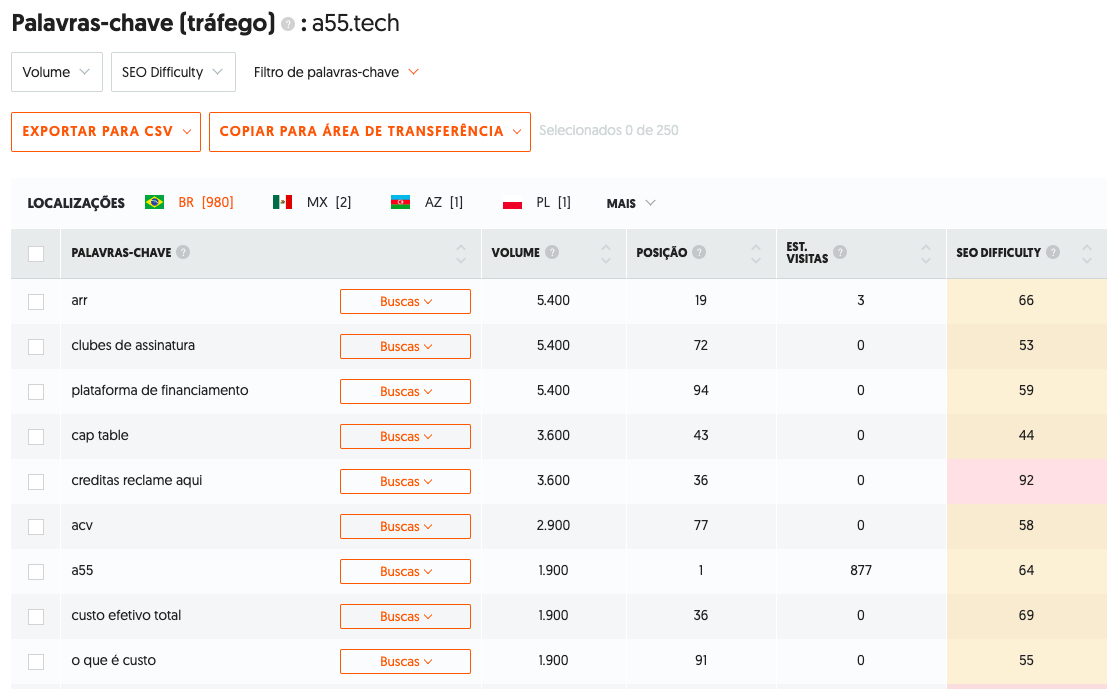 Palavras-chave (tráfego) ? : a55.tech
Volume SEO Difficulty Filtro de palavras-chave
EXPORTAR PARA CSV COPIAR PARA ÁREA DE TRANSFERÊNCIA Selecionados 0 de 250
LOCALIZAÇÕES BR [980] MX [2] AZ [1] PL [1] MAIS
PALAVRAS-CHAVE ? VOLUME ? POSIÇÃO ? EST. VISITAS ? SEO DIFFICULTY ?
arr Buscas 5.400 19 3 66
clubes de assinatura Buscas 5.400 72 0 53
plataforma de financiamento Buscas 5.400 94 0 59
cap table Buscas 3.600 43 0 44
creditas reclame aqui Buscas 3.600 36 0 92
acv Buscas 2.900 77 0 58
a55 Buscas 1.900 1 877 64
custo efetivo total Buscas 1.900 36 0 69
o que é custo Buscas 1.900 91 0 55